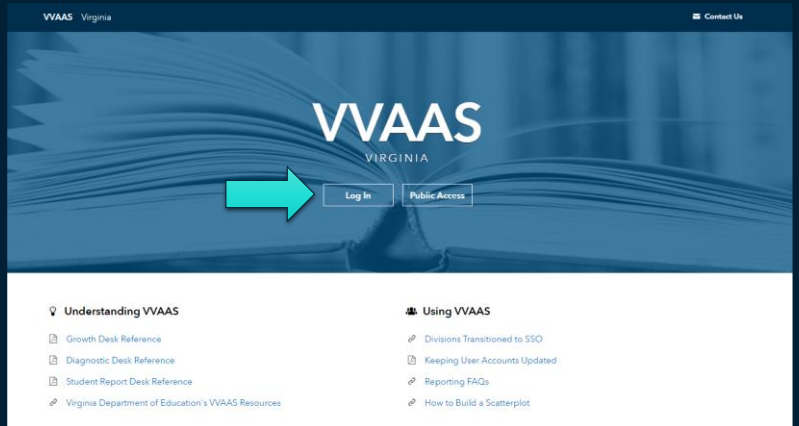 VVAAS Virginia
Contact Us
VVAAS
VIRGINIA
Log In
Public Access
Understanding VVAAS
Growth Desk Reference
Diagnostic Desk Reference
Student Report Desk Reference
Virginia Department of Education's VVAAS Resources
Using VVAAS
Divisions Transitioned to SSO
Keeping User Accounts Updated
Reporting FAQs
How to Build a Scatterplot